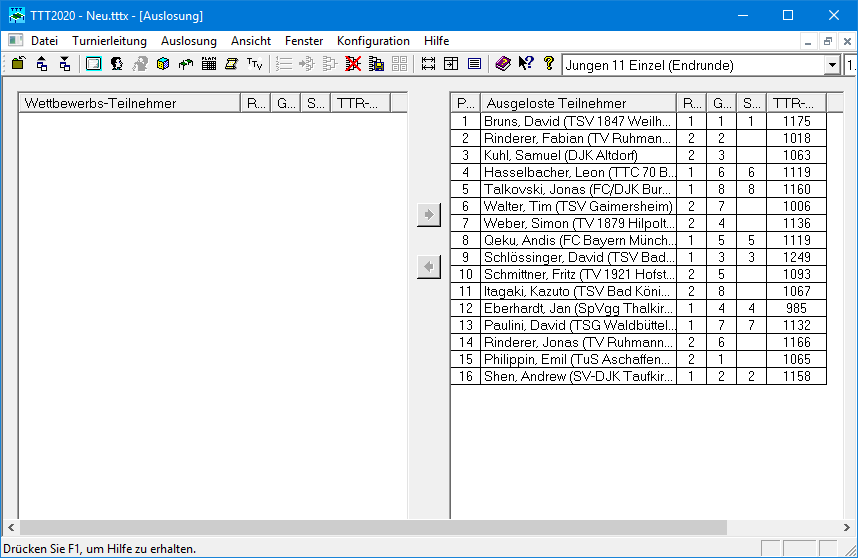 TTT2020 - Neu.tttx - [Auslosung]
Datei Turnierleitung Auslosung Ansicht Fenster Konfiguration Hilfe
Jungen 11 Einzel (Endrunde) 1.
Wettbewerbs-Teilnehmer R... G... S... TTR-...
P... Ausgeloste Teilnehmer R... G... S... TTR-...
1 Bruns, David (TSV 1847 Weilh... 1 1 1 1175
2 Rinderer, Fabian (TV Ruhman... 2 2 1018
3 Kuhl, Samuel (DJK Altdorf) 2 3 1063
4 Hasselbacher, Leon (TTC 70 B... 1 6 6 1119
5 Talkovski, Jonas (FC/DJK Bur... 1 8 8 1160
6 Walter, Tim (TSV Gaimersheim) 2 7 1006
7 Weber, Simon (TV 1879 Hilpolt... 2 4 1136
8 Qeku, Andis (FC Bayern Münch... 1 5 5 1119
9 Schlössinger, David (TSV Bad... 1 3 3 1249
10 Schmittner, Fritz (TV 1921 Hofst... 2 5 1093
11 Itagaki, Kazuto (TSV Bad Köni... 2 8 1067
12 Eberhardt, Jan (SpVgg Thalkir... 1 4 4 985
13 Paulini, David (TSG Waldbüttel... 1 7 7 1132
14 Rinderer, Jonas (TV Ruhmann... 2 6 1166
15 Philippin, Emil (TuS Aschaffen... 2 1 1065
16 Shen, Andrew (SV-DJK Taufkir... 1 2 2 1158
Drücken Sie F1, um Hilfe zu erhalten.